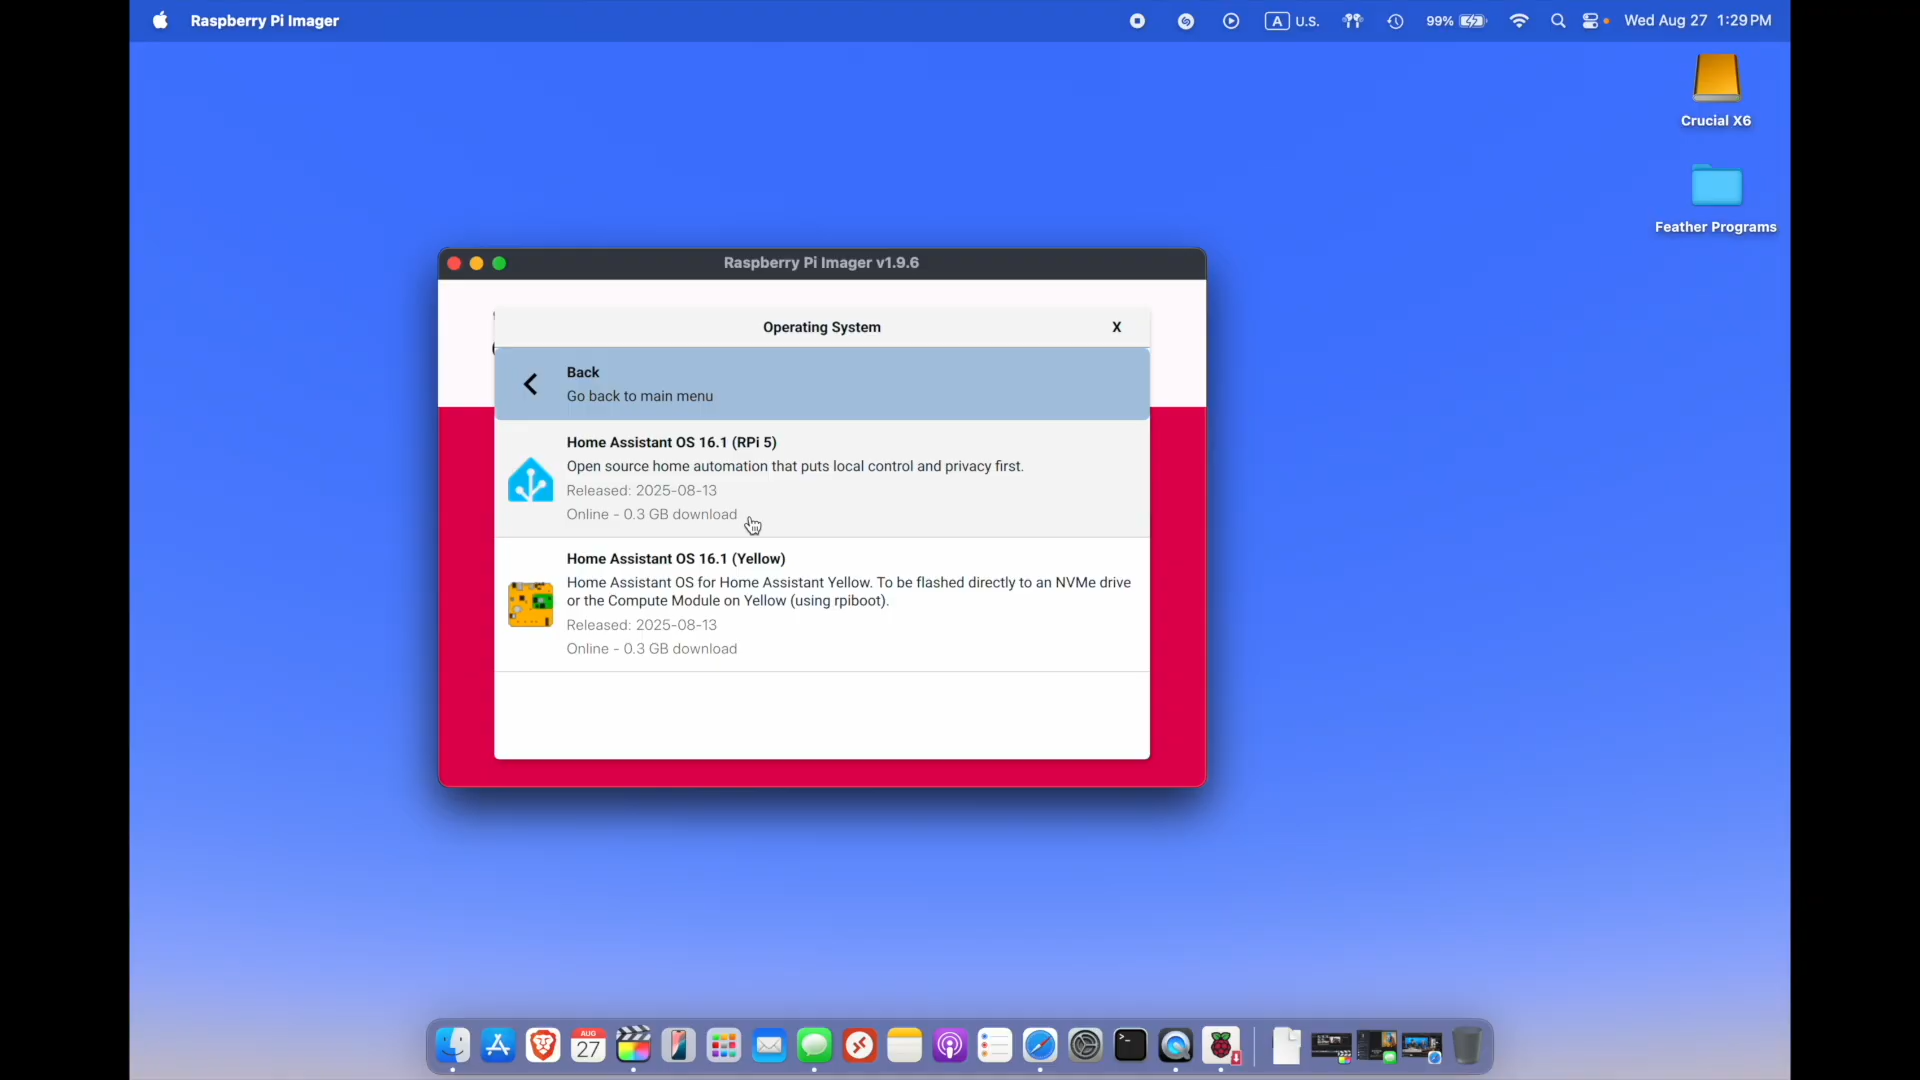 Raspberry Pi Imager
A U.S.
99%
Wed Aug 27 1:29 PM
Crucial X6
Feather Programs
Raspberry Pi Imager v1.9.6
Operating System
X
Back
Go back to main menu
Home Assistant OS 16.1 (RPi 5)
Open source home automation that puts local control and privacy first.
Released: 2025-08-13
Online - 0.3 GB download
Home Assistant OS 16.1 (Yellow)
Home Assistant OS for Home Assistant Yellow. To be flashed directly to an NVMe drive
or the Compute Module on Yellow (using rpiboot).
Released: 2025-08-13
Online - 0.3 GB download
AUG
27